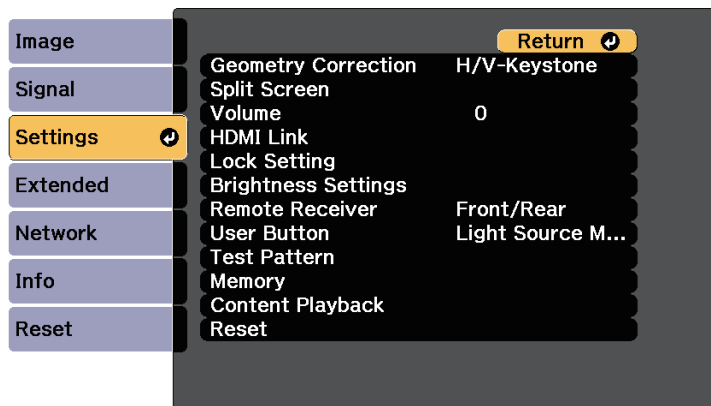 Image
Signal
Settings
Extended
Network
Info
Reset
Return
Geometry Correction H/V-Keystone
Split Screen
Volume 0
HDMI Link
Lock Setting
Brightness Settings
Remote Receiver Front/Rear
User Button Light Source M...
Test Pattern
Memory
Content Playback
Reset